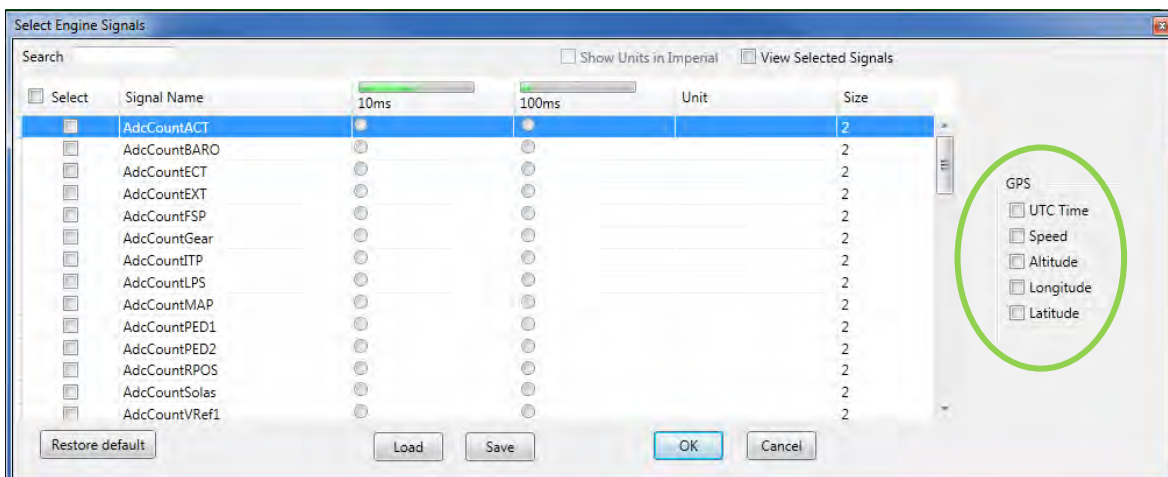 Select Engine Signals
Search
Show Units in Imperial View Selected Signals
Select Signal Name 10ms 100ms Unit Size
AdcCountACT 2
AdcCountBARO 2
AdcCountECT 2
AdcCountEXT 2
AdcCountFSP 2
AdcCountGear 2
AdcCountITP 2
AdcCountLPS 2
AdcCountMAP 2
AdcCountPED1 2
AdcCountPED2 2
AdcCountRPOS 2
AdcCountSolas 2
AdcCountVRef1 2
GPS
UTC Time
Speed
Altitude
Longitude
Latitude
Restore default Load Save OK Cancel